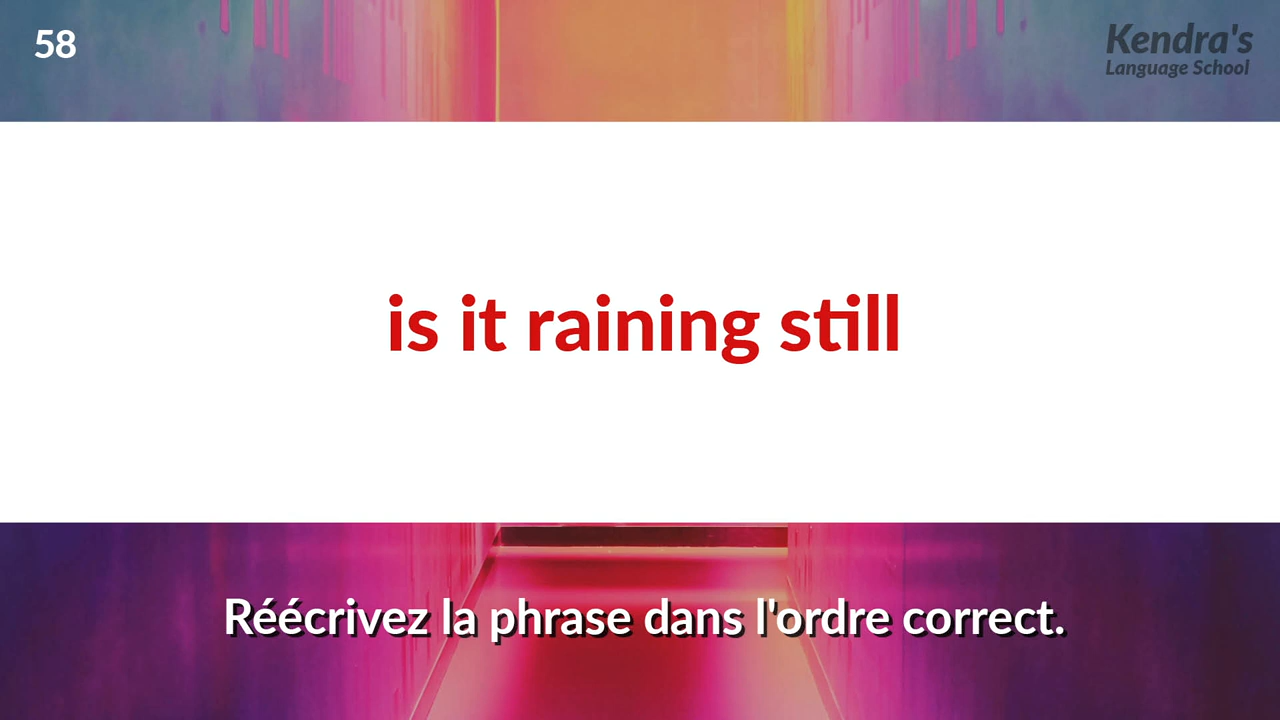 58
Kendra's
Language School
is it raining still
Réécrivez la phrase dans l'ordre correct.